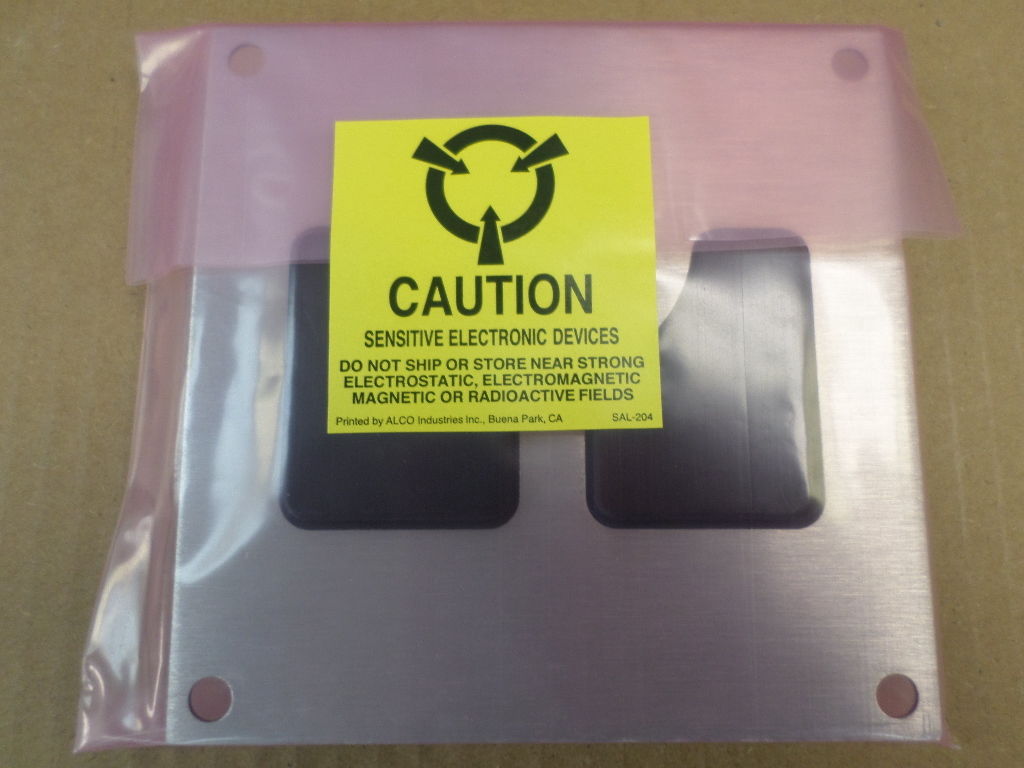 CAUTION
SENSITIVE ELECTRONIC DEVICES
DO NOT SHIP OR STORE NEAR STRONG
ELECTROSTATIC, ELECTROMAGNETIC
MAGNETIC OR RADIOACTIVE FIELDS
Printed by ALCO Industries Inc., Buena Park, CA SAL-204